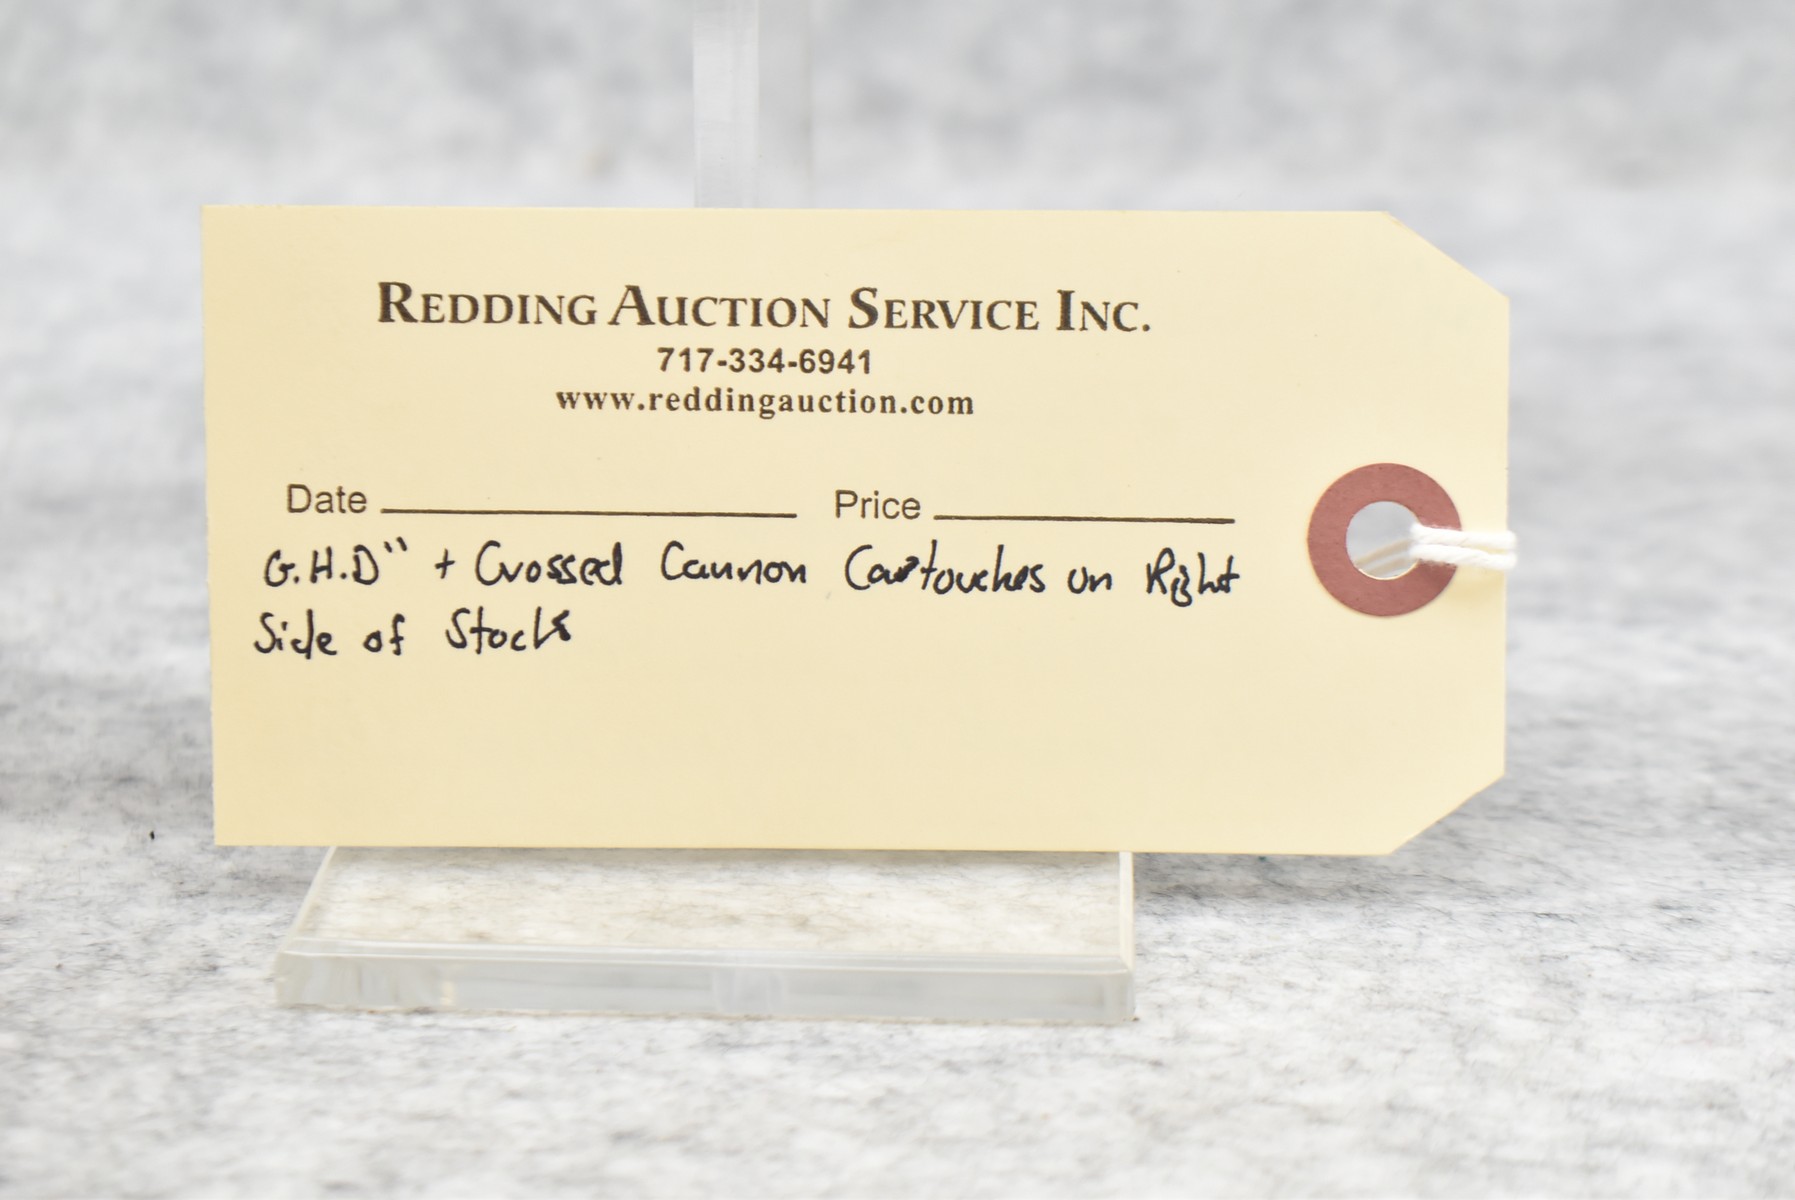 REDDING AUCTION SERVICE INC.
717-334-6941
www.reddingauction.com
Date Price
G.H.D" + Crossed Cannon Cartouches on Right
Side of Stock